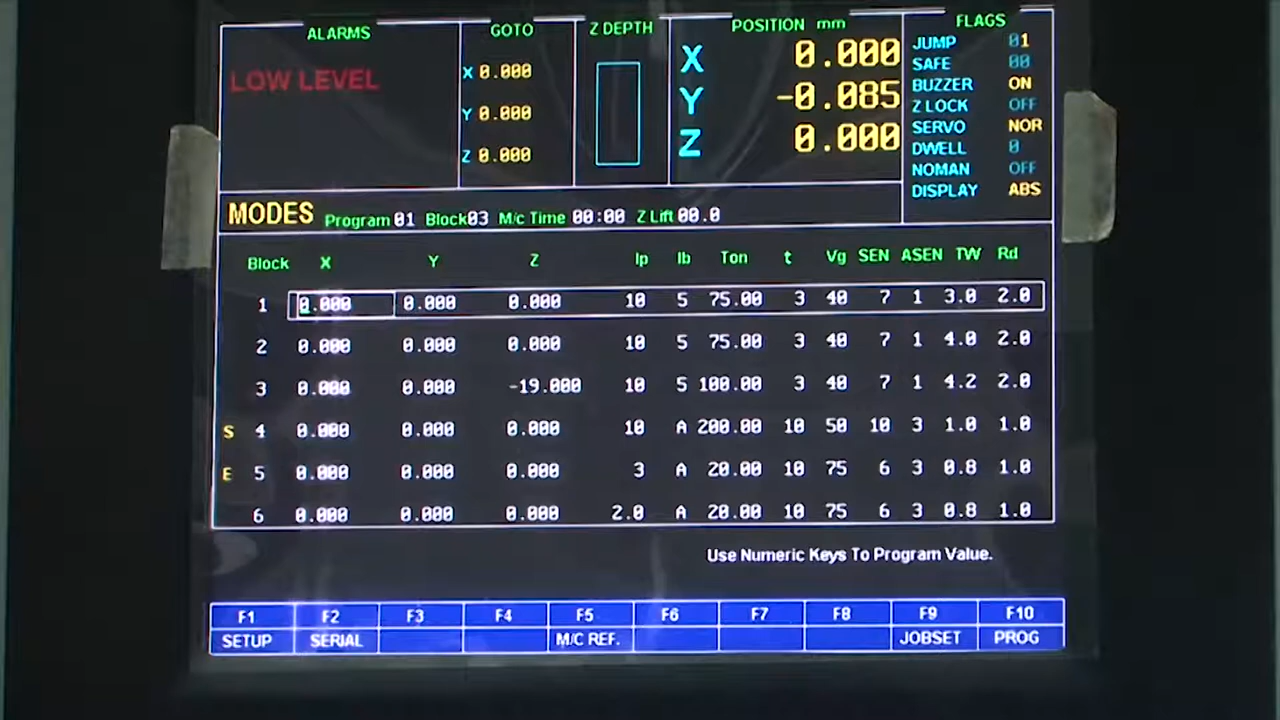 ALARMS
LOW LEVEL
GOTO
X 0.000
Y 0.000
Z 0.000
Z DEPTH
POSITION mm
X 0.000
Y -0.085
Z 0.000
FLAGS
JUMP 01
SAFE 00
BUZZER ON
Z LOCK OFF
SERVO NOR
DWELL 0
NOMAN OFF
DISPLAY ABS
MODES Program 01 Block03 M/c Time 00:00 Z Lift 00.0
Block X Y Z Ip Ib Ton t Vg SEN ASEN TW Rd
1 0.000 0.000 0.000 10 5 75.00 3 40 7 1 3.0 2.0
2 0.000 0.000 0.000 10 5 75.00 3 40 7 1 4.0 2.0
3 0.000 0.000 -19.000 10 5 100.00 3 40 7 1 4.2 2.0
S 4 0.000 0.000 0.000 10 A 200.00 10 50 10 3 1.0 1.0
E 5 0.000 0.000 0.000 3 A 20.00 10 75 6 3 0.8 1.0
6 0.000 0.000 0.000 2.0 A 20.00 10 75 6 3 0.8 1.0
Use Numeric Keys To Program Value.
F1 F2 F3 F4 F5 F6 F7 F8 F9 F10
SETUP SERIAL M/C REF. JOBSET PROG